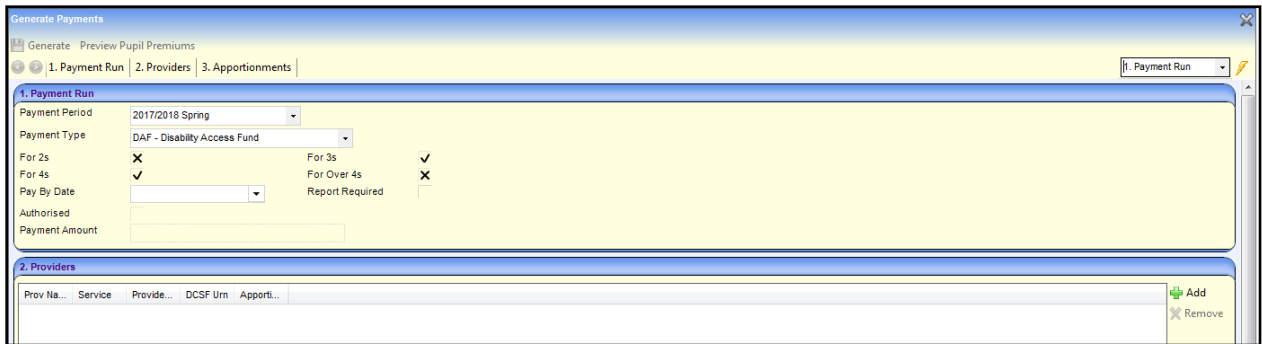 Generate Payments
Generate Preview Pupil Premiums
1. Payment Run 2. Providers 3. Apportionments 1. Payment Run
1. Payment Run
Payment Period 2017/2018 Spring
Payment Type DAF - Disability Access Fund
For 2s For 3s
For 4s For Over 4s
Pay By Date Report Required
Authorised
Payment Amount
2. Providers
Prov Na... Service Provide... DCSF Urn Apporti... Add
Remove